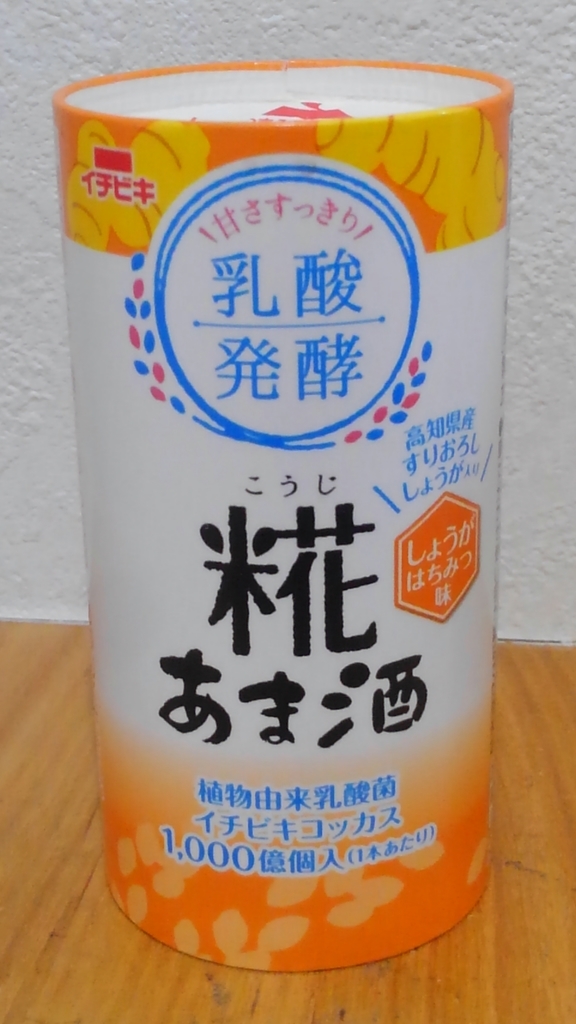 イチビキ
甘さすっきり
乳酸
発酵
高知県産
すりおろし
しょうが入り
しょうが
はちみつ
味
こうじ
糀
あま酒
植物由来乳酸菌
イチビキコッカス
1,000億個入(1本あたり)